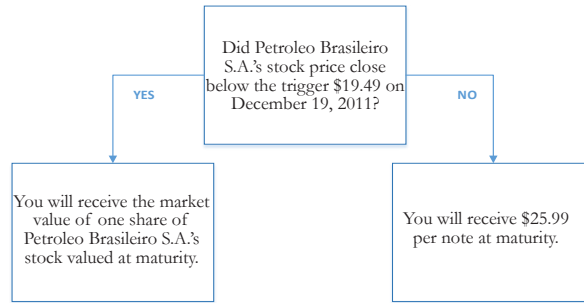 Did Petroleo Brasileiro
S.A.'s stock price close
below the trigger $19.49 on
December 19, 2011?
YES
NO
You will receive the market
value of one share of
Petroleo Brasileiro S.A.'s
stock valued at maturity.
You will receive $25.99
per note at maturity.